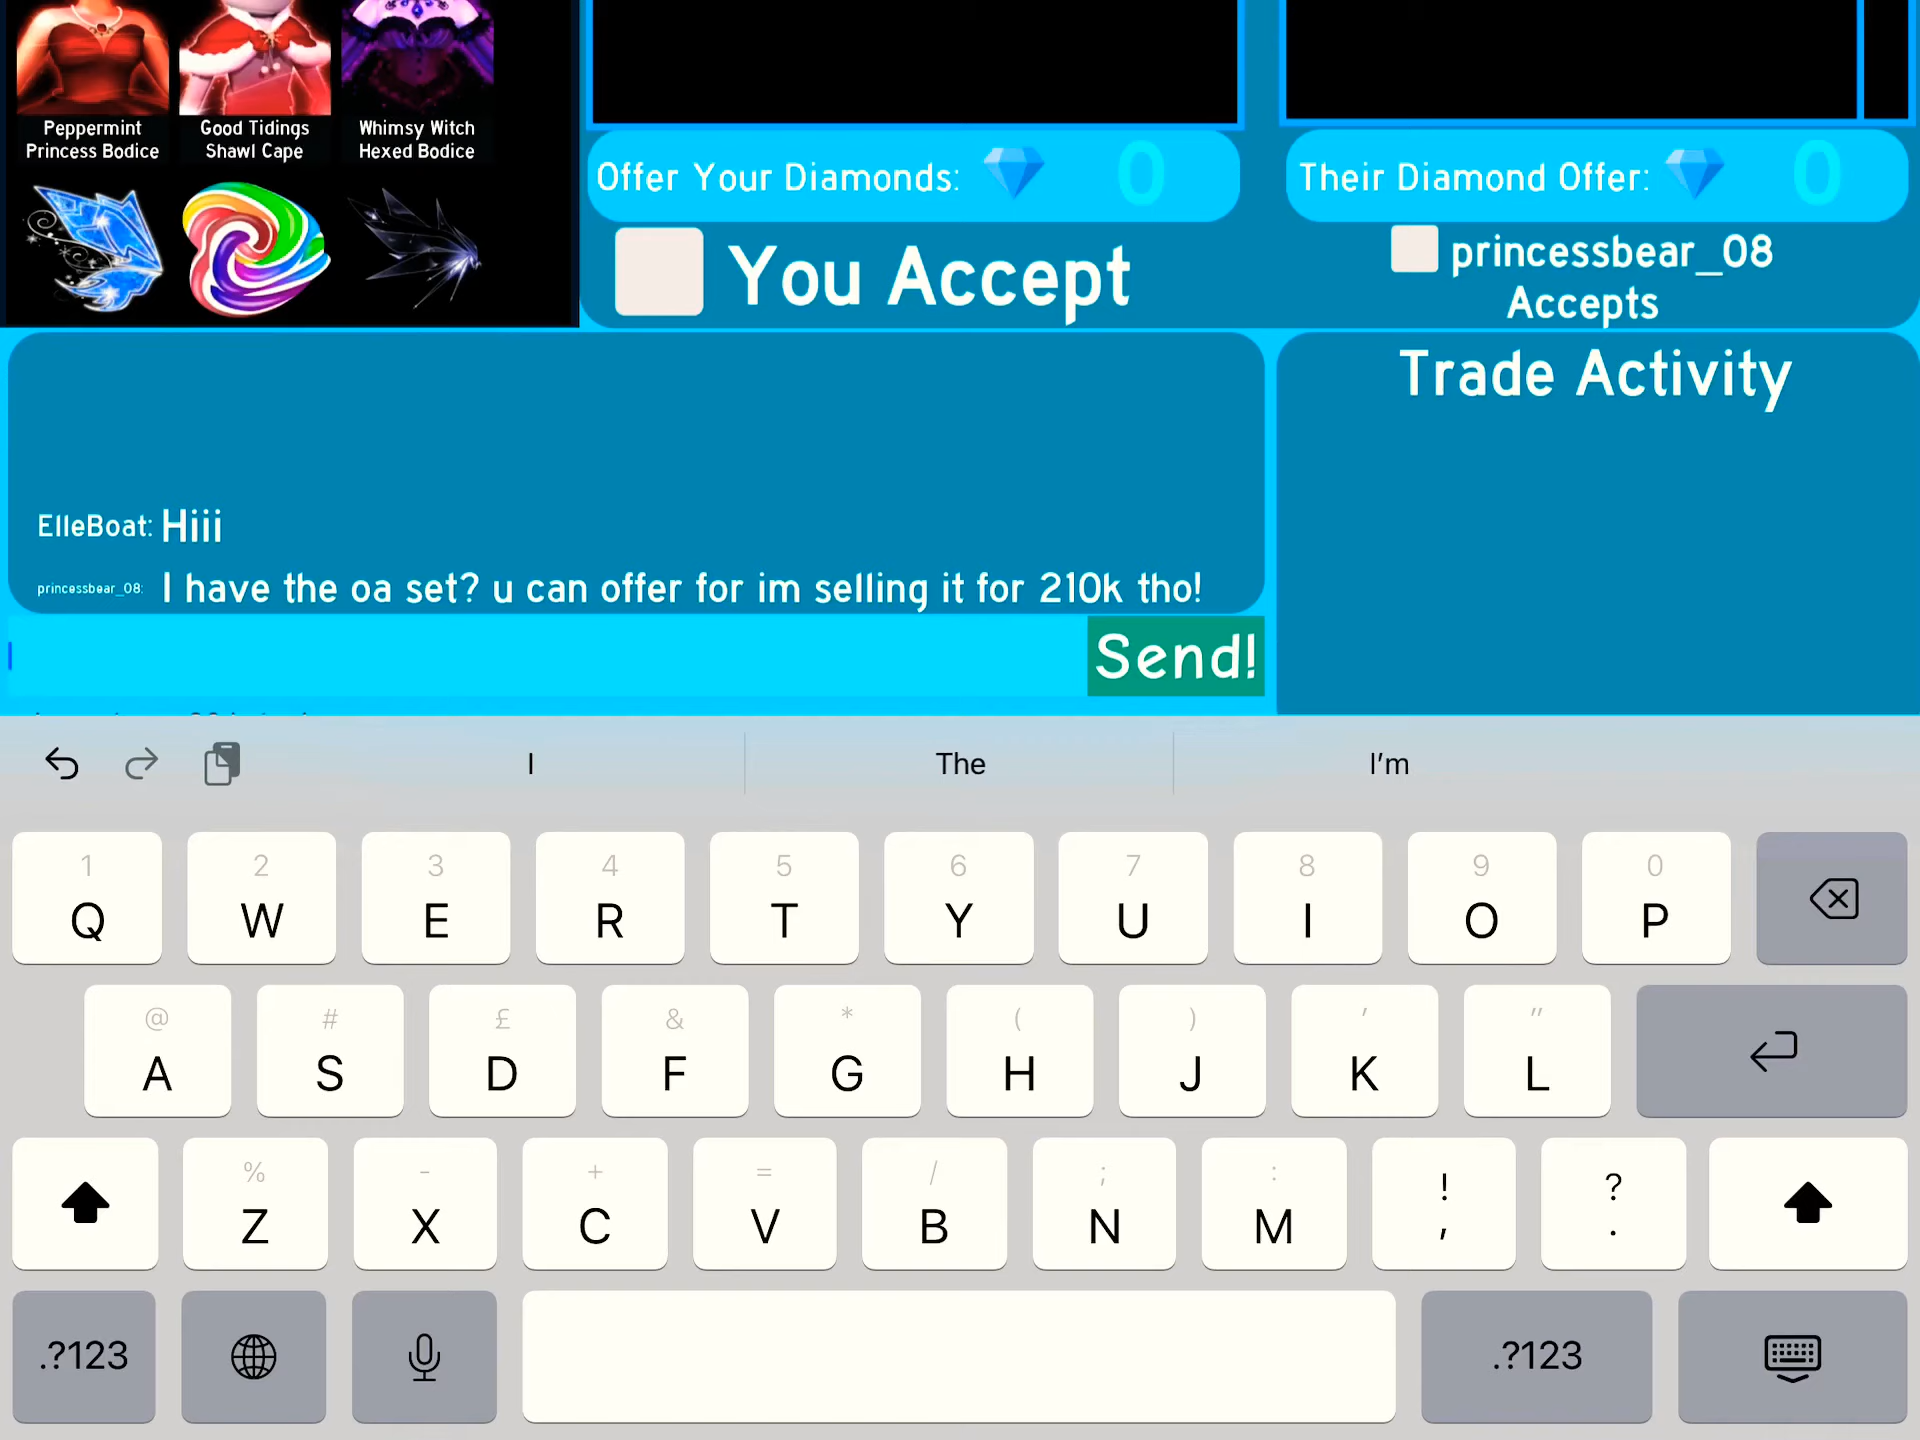 Peppermint
Princess Bodice
Good Tidings
Shawl Cape
Whimsy Witch
Hexed Bodice
Offer Your Diamonds: 0
Their Diamond Offer: 0
You Accept
princessbear_08
Accepts
Trade Activity
ElleBoat: Hiii
princessbear_08: I have the oa set? u can offer for im selling it for 210k tho!
Send!
I The I'm
1 2 3 4 5 6 7 8 9 0
Q W E R T Y U I O P
@ # £ & * ( ) ' "
A S D F G H J K L
% - + = / ; : ! ?
Z X C V B N M , .
.?123 .?123